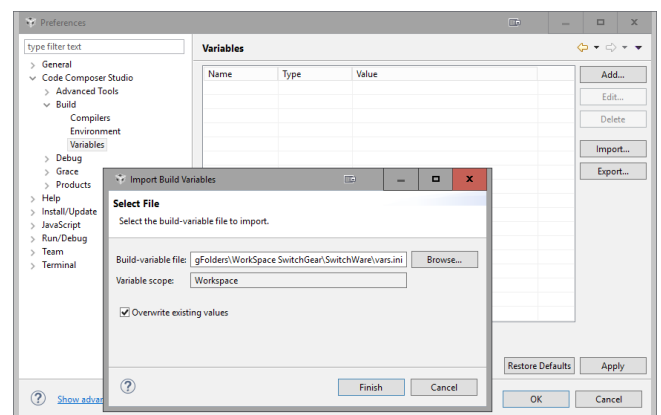 Preferences
type filter text
Variables
General
Code Composer Studio
Advanced Tools
Build
Compilers
Environment
Variables
Debug
Grace
Products
Help
Install/Update
JavaScript
Run/Debug
Team
Terminal
Name Type Value
Add...
Edit...
Delete
Import...
Export...
Import Build Variables
Select File
Select the build-variable file to import.
Build-variable file: gFolders\WorkSpace SwitchGear\SwitchWare\vars.ini Browse...
Variable scope: Workspace
Overwrite existing values
Finish Cancel
Restore Defaults Apply
Show advan
OK Cancel